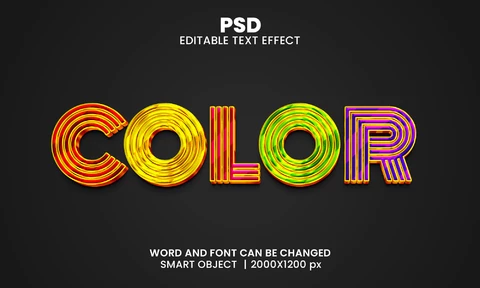 PSD
EDITABLE TEXT EFFECT
COLOR
WORD AND FONT CAN BE CHANGED
SMART OBJECT | 2000X1200 px